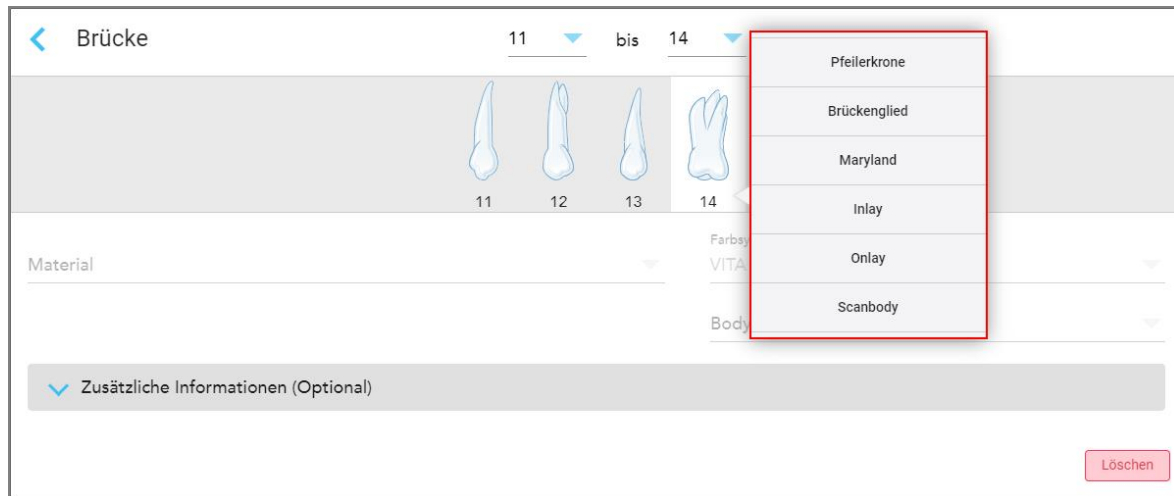 Brücke
11 bis 14
Pfeilerkrone
Brückenglied
Maryland
Inlay
Onlay
Scanbody
11 12 13 14
Material
Farbsy
VITA
Body
Zusätzliche Informationen (Optional)
Löschen